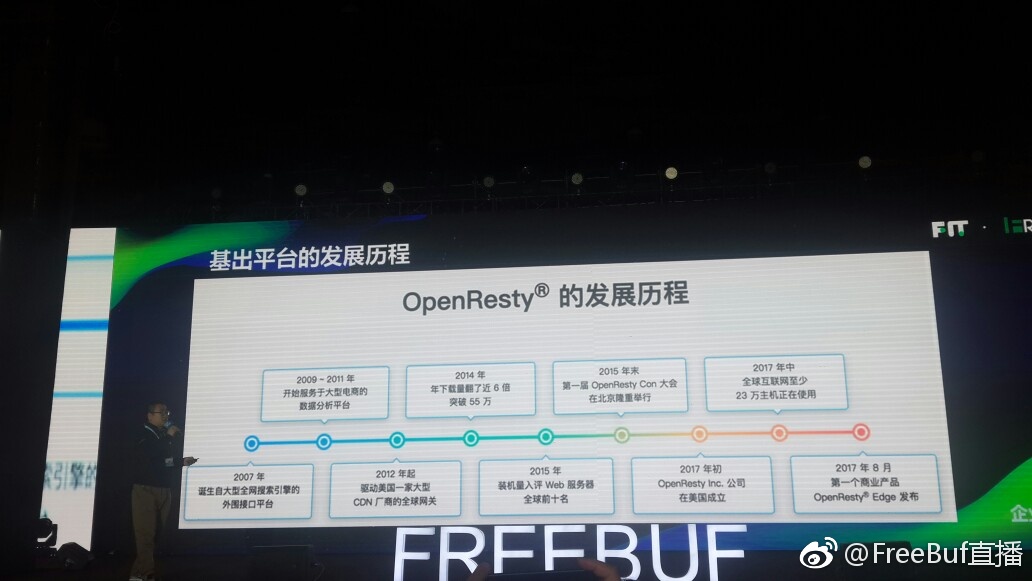 FIT
基出平台的发展历程
OpenResty® 的发展历程
2009 ~ 2011 年
开始服务于大型电商的
数据分析平台
2014 年
年下载量翻了近 6 倍
突破 55 万
2015 年末
第一届 OpenResty Con 大会
在北京隆重举行
2017 年中
全球互联网至少
23 万主机正在使用
2007 年
诞生自大型全网搜索引擎的
外围接口平台
2012 年起
驱动美国一家大型
CDN 厂商的全球网关
2015 年
装机量入评 Web 服务器
全球前十名
2017 年初
OpenResty Inc. 公司
在美国成立
2017 年 8 月
第一个商业产品
OpenResty® Edge 发布
索引擎的
企业
FREEBUF
@FreeBuf直播